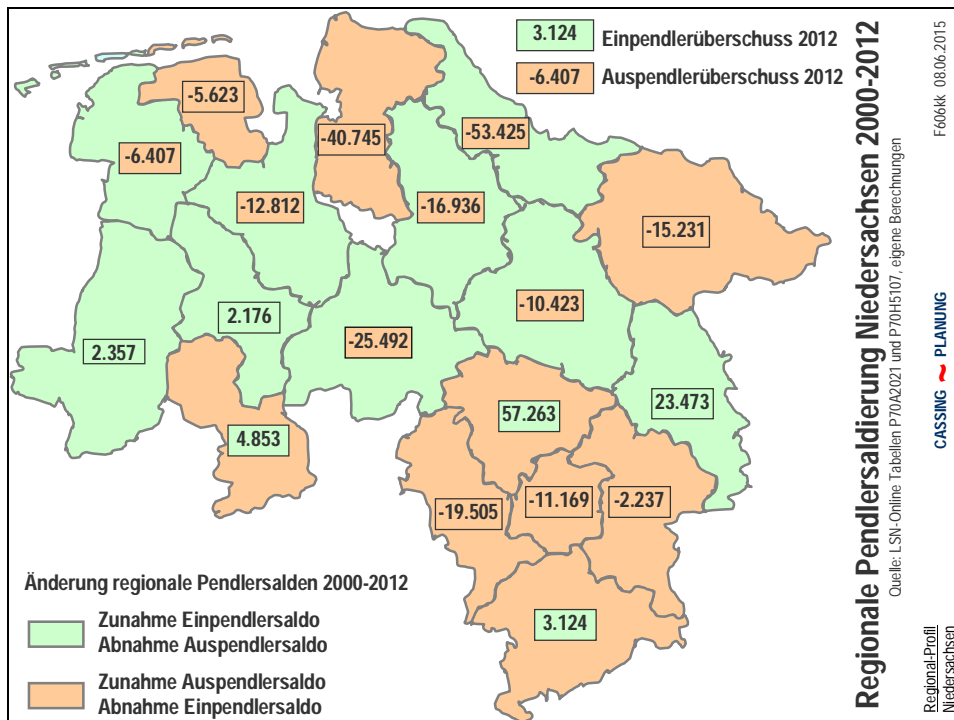 3.124 Einpendlerüberschuss 2012
-6.407 Auspendlerüberschuss 2012
-5.623
-40.745
-53.425
-6.407
-12.812
-16.936
-15.231
-10.423
2.176
-25.492
2.357
57.263
23.473
4.853
-19.505
-11.169
-2.237
3.124
Änderung regionale Pendlersalden 2000-2012
Zunahme Einpendlersaldo
Abnahme Auspendlersaldo
Zunahme Auspendlersaldo
Abnahme Einpendlersaldo
Regionale Pendlersaldierung Niedersachsen 2000-2012
Quelle: LSN-Online Tabellen P70A2021 und P70H5107, eigene Berechnungen
F606kk 08.06.2015
CASSING ~ PLANUNG
Regional-Profil
Niedersachsen